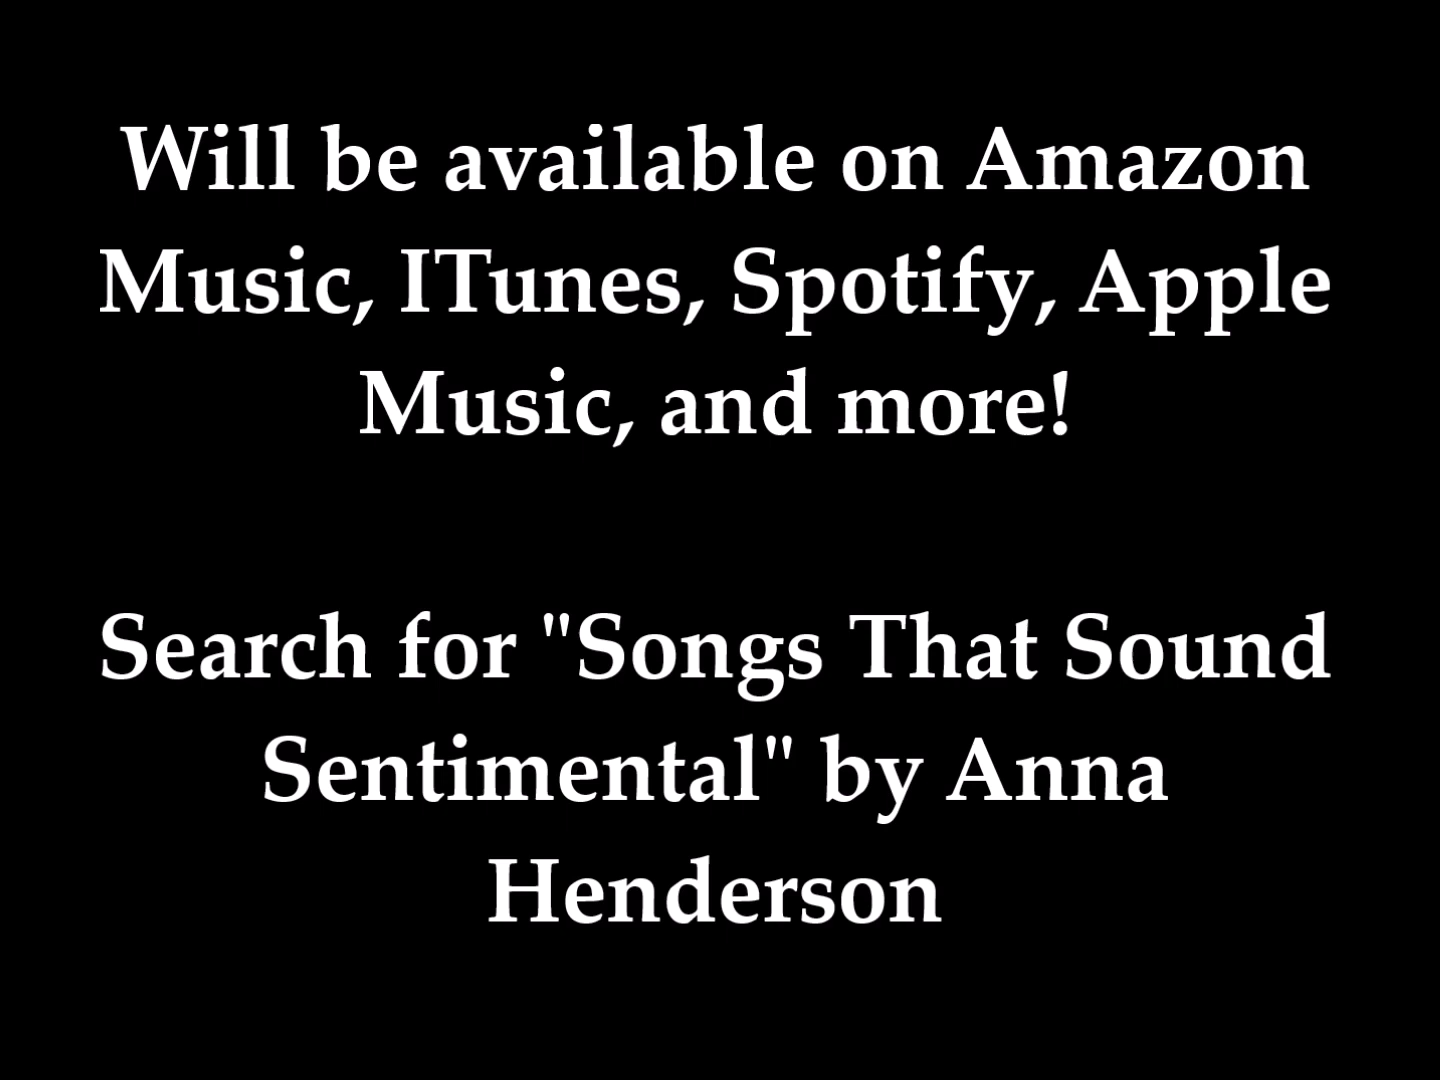 Will be available on Amazon
Music, ITunes, Spotify, Apple
Music, and more!
Search for "Songs That Sound
Sentimental" by Anna
Henderson